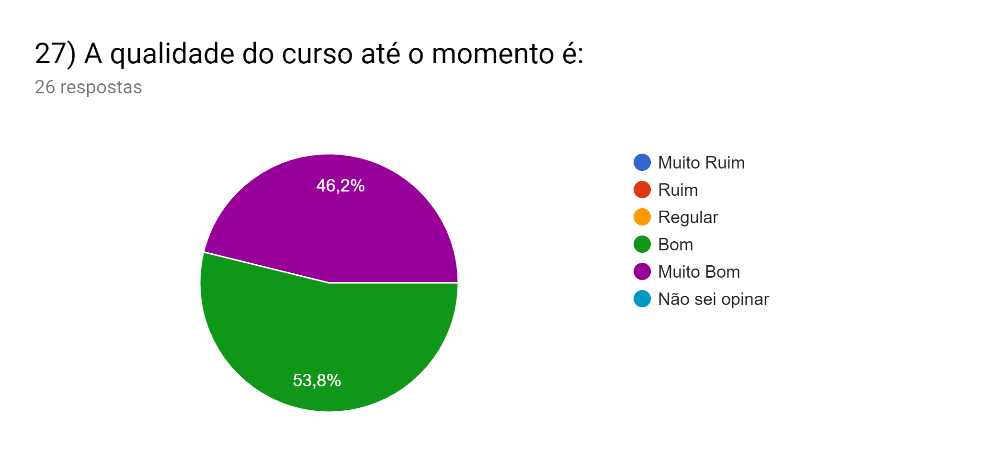 27) A qualidade do curso até o momento é:
26 respostas
46,2%
53,8%
Muito Ruim
Ruim
Regular
Bom
Muito Bom
Não sei opinar